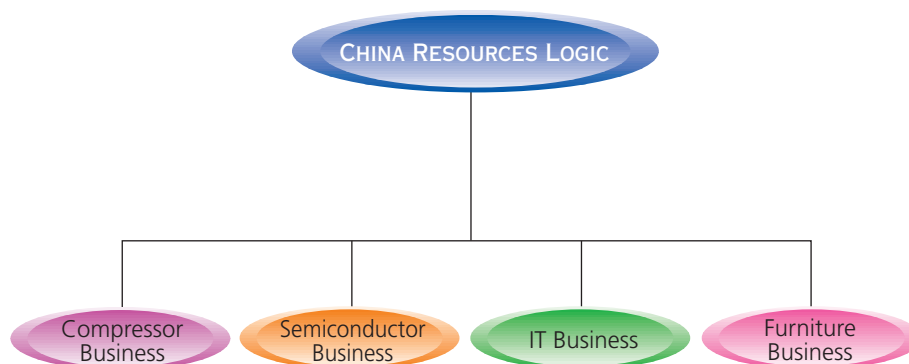 CHINA RESOURCES LOGIC
Compressor
Business
Semiconductor
Business
IT Business
Furniture
Business